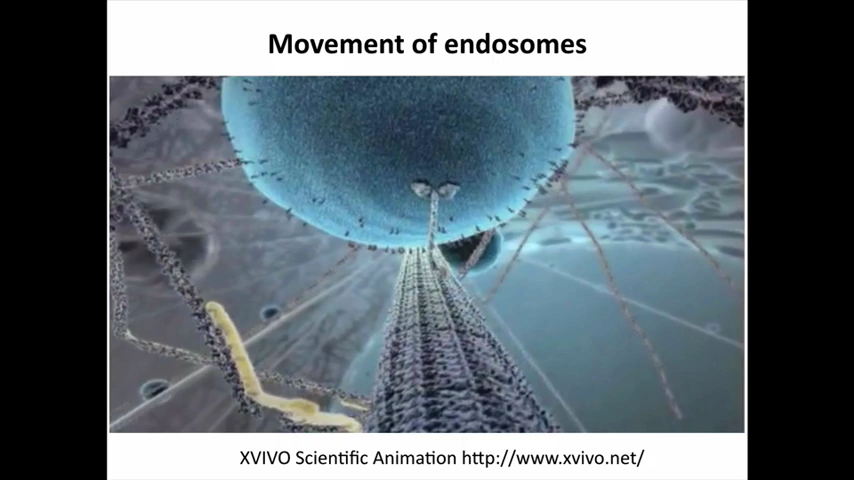 Movement of endosomes
XVIVO Scientific Animation http://www.xvivo.net/